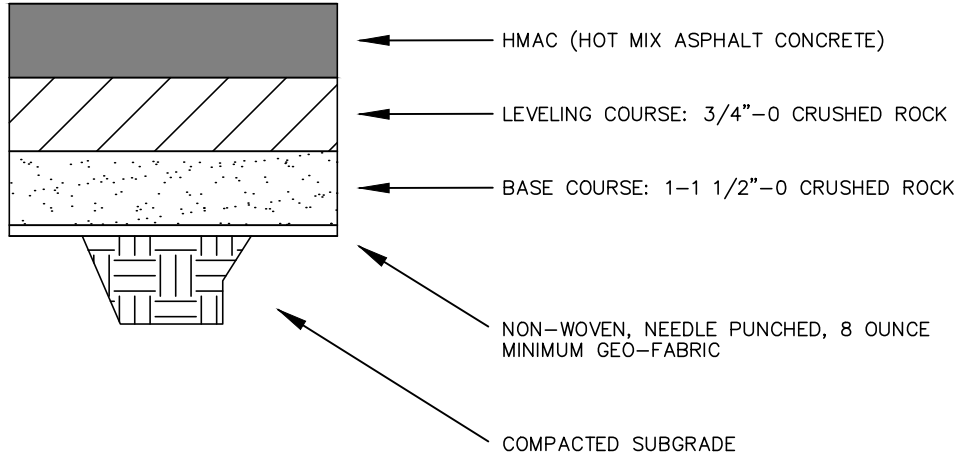 HMAC (HOT MIX ASPHALT CONCRETE)
LEVELING COURSE: 3/4"-0 CRUSHED ROCK
BASE COURSE: 1-1 1/2"-0 CRUSHED ROCK
NON-WOVEN, NEEDLE PUNCHED, 8 OUNCE
MINIMUM GEO-FABRIC
COMPACTED SUBGRADE